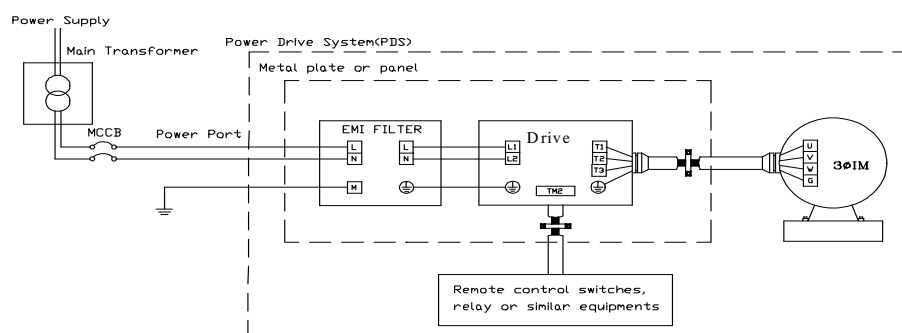 Power Supply
Main Transformer
Power Drive System(PDS)
Metal plate or panel
MCCB
Power Port
EMI FILTER
Drive
L
L
L1
T1
N
N
L2
T2
T3
M
TM2
U
V
W
G
3øIM
Remote control switches,
relay or similar equipments